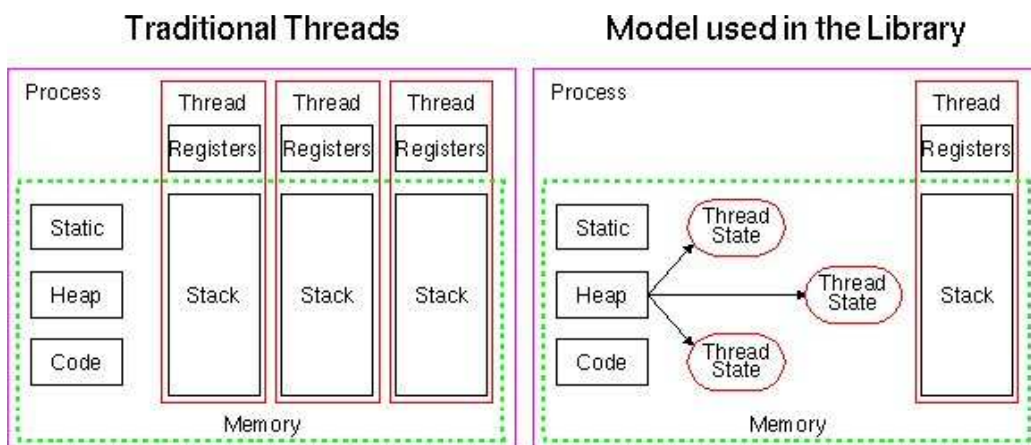 Traditional Threads
Process
Thread
Thread
Thread
Registers
Registers
Registers
Static
Heap
Code
Stack
Stack
Stack
Memory
Model used in the Library
Process
Thread
Registers
Static
Heap
Code
Thread
State
Thread
State
Thread
State
Stack
Memory